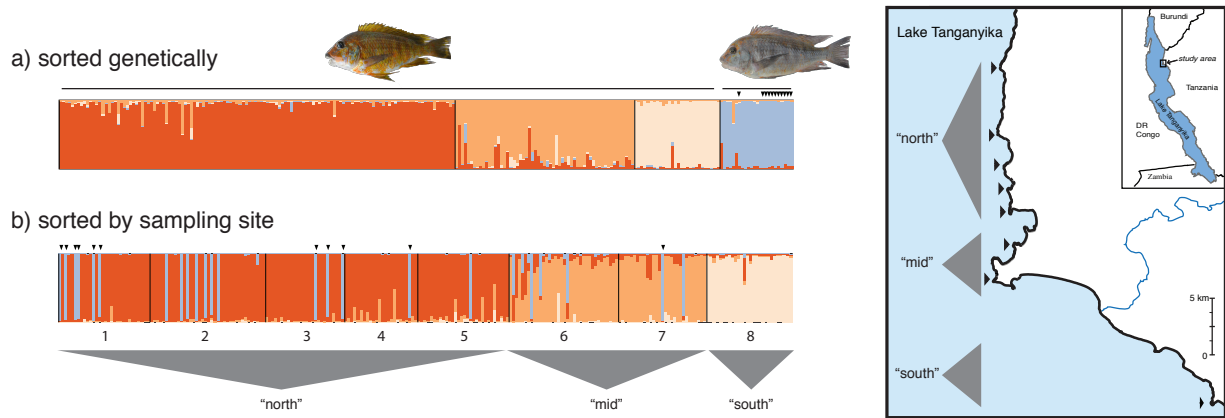 a) sorted genetically
b) sorted by sampling site
1 2 3 4 5 6 7 8
“north” “mid” “south”
Lake Tanganyika
“north”
“mid”
“south”
5 km
0
Burundi
study area
Tanzania
Lake Tanganyika
DR
Congo
Zambia